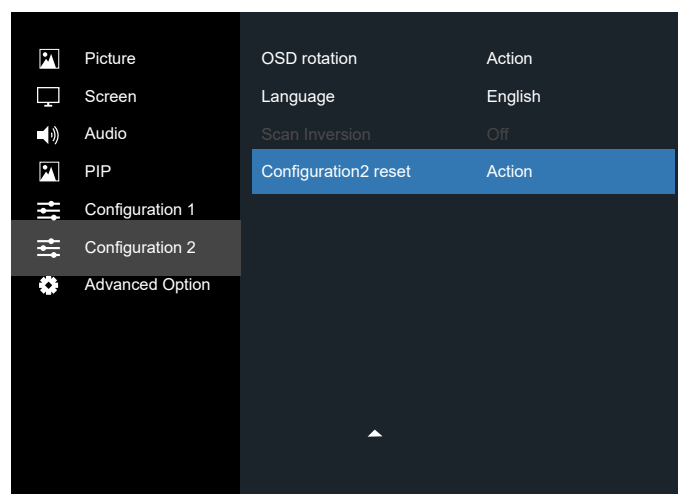 Picture
Screen
Audio
PIP
Configuration 1
Configuration 2
Advanced Option
OSD rotation Action
Language English
Scan Inversion Off
Configuration2 reset Action